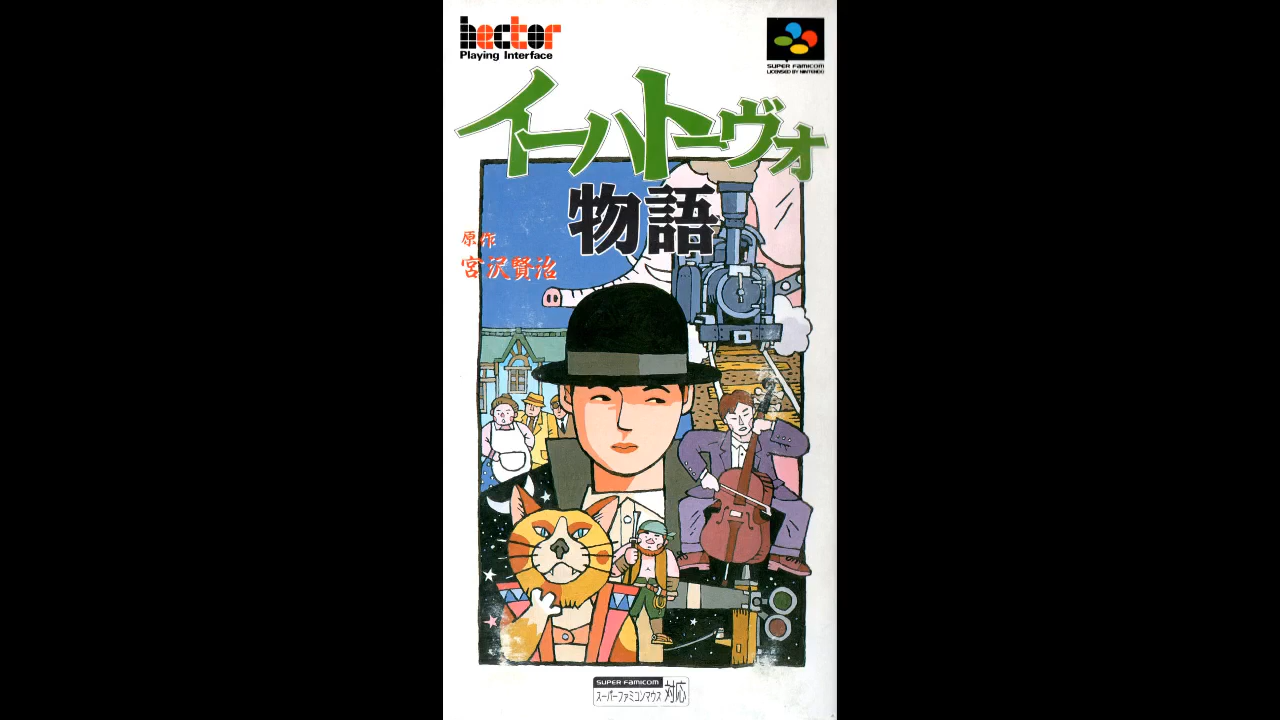 hector
Playing Interface
SUPER FAMICOM
LICENSED BY NINTENDO
イーハトーヴォ
物語
原作
宮沢賢治
SUPER FAMICOM
スーパーファミコンマウス 対応